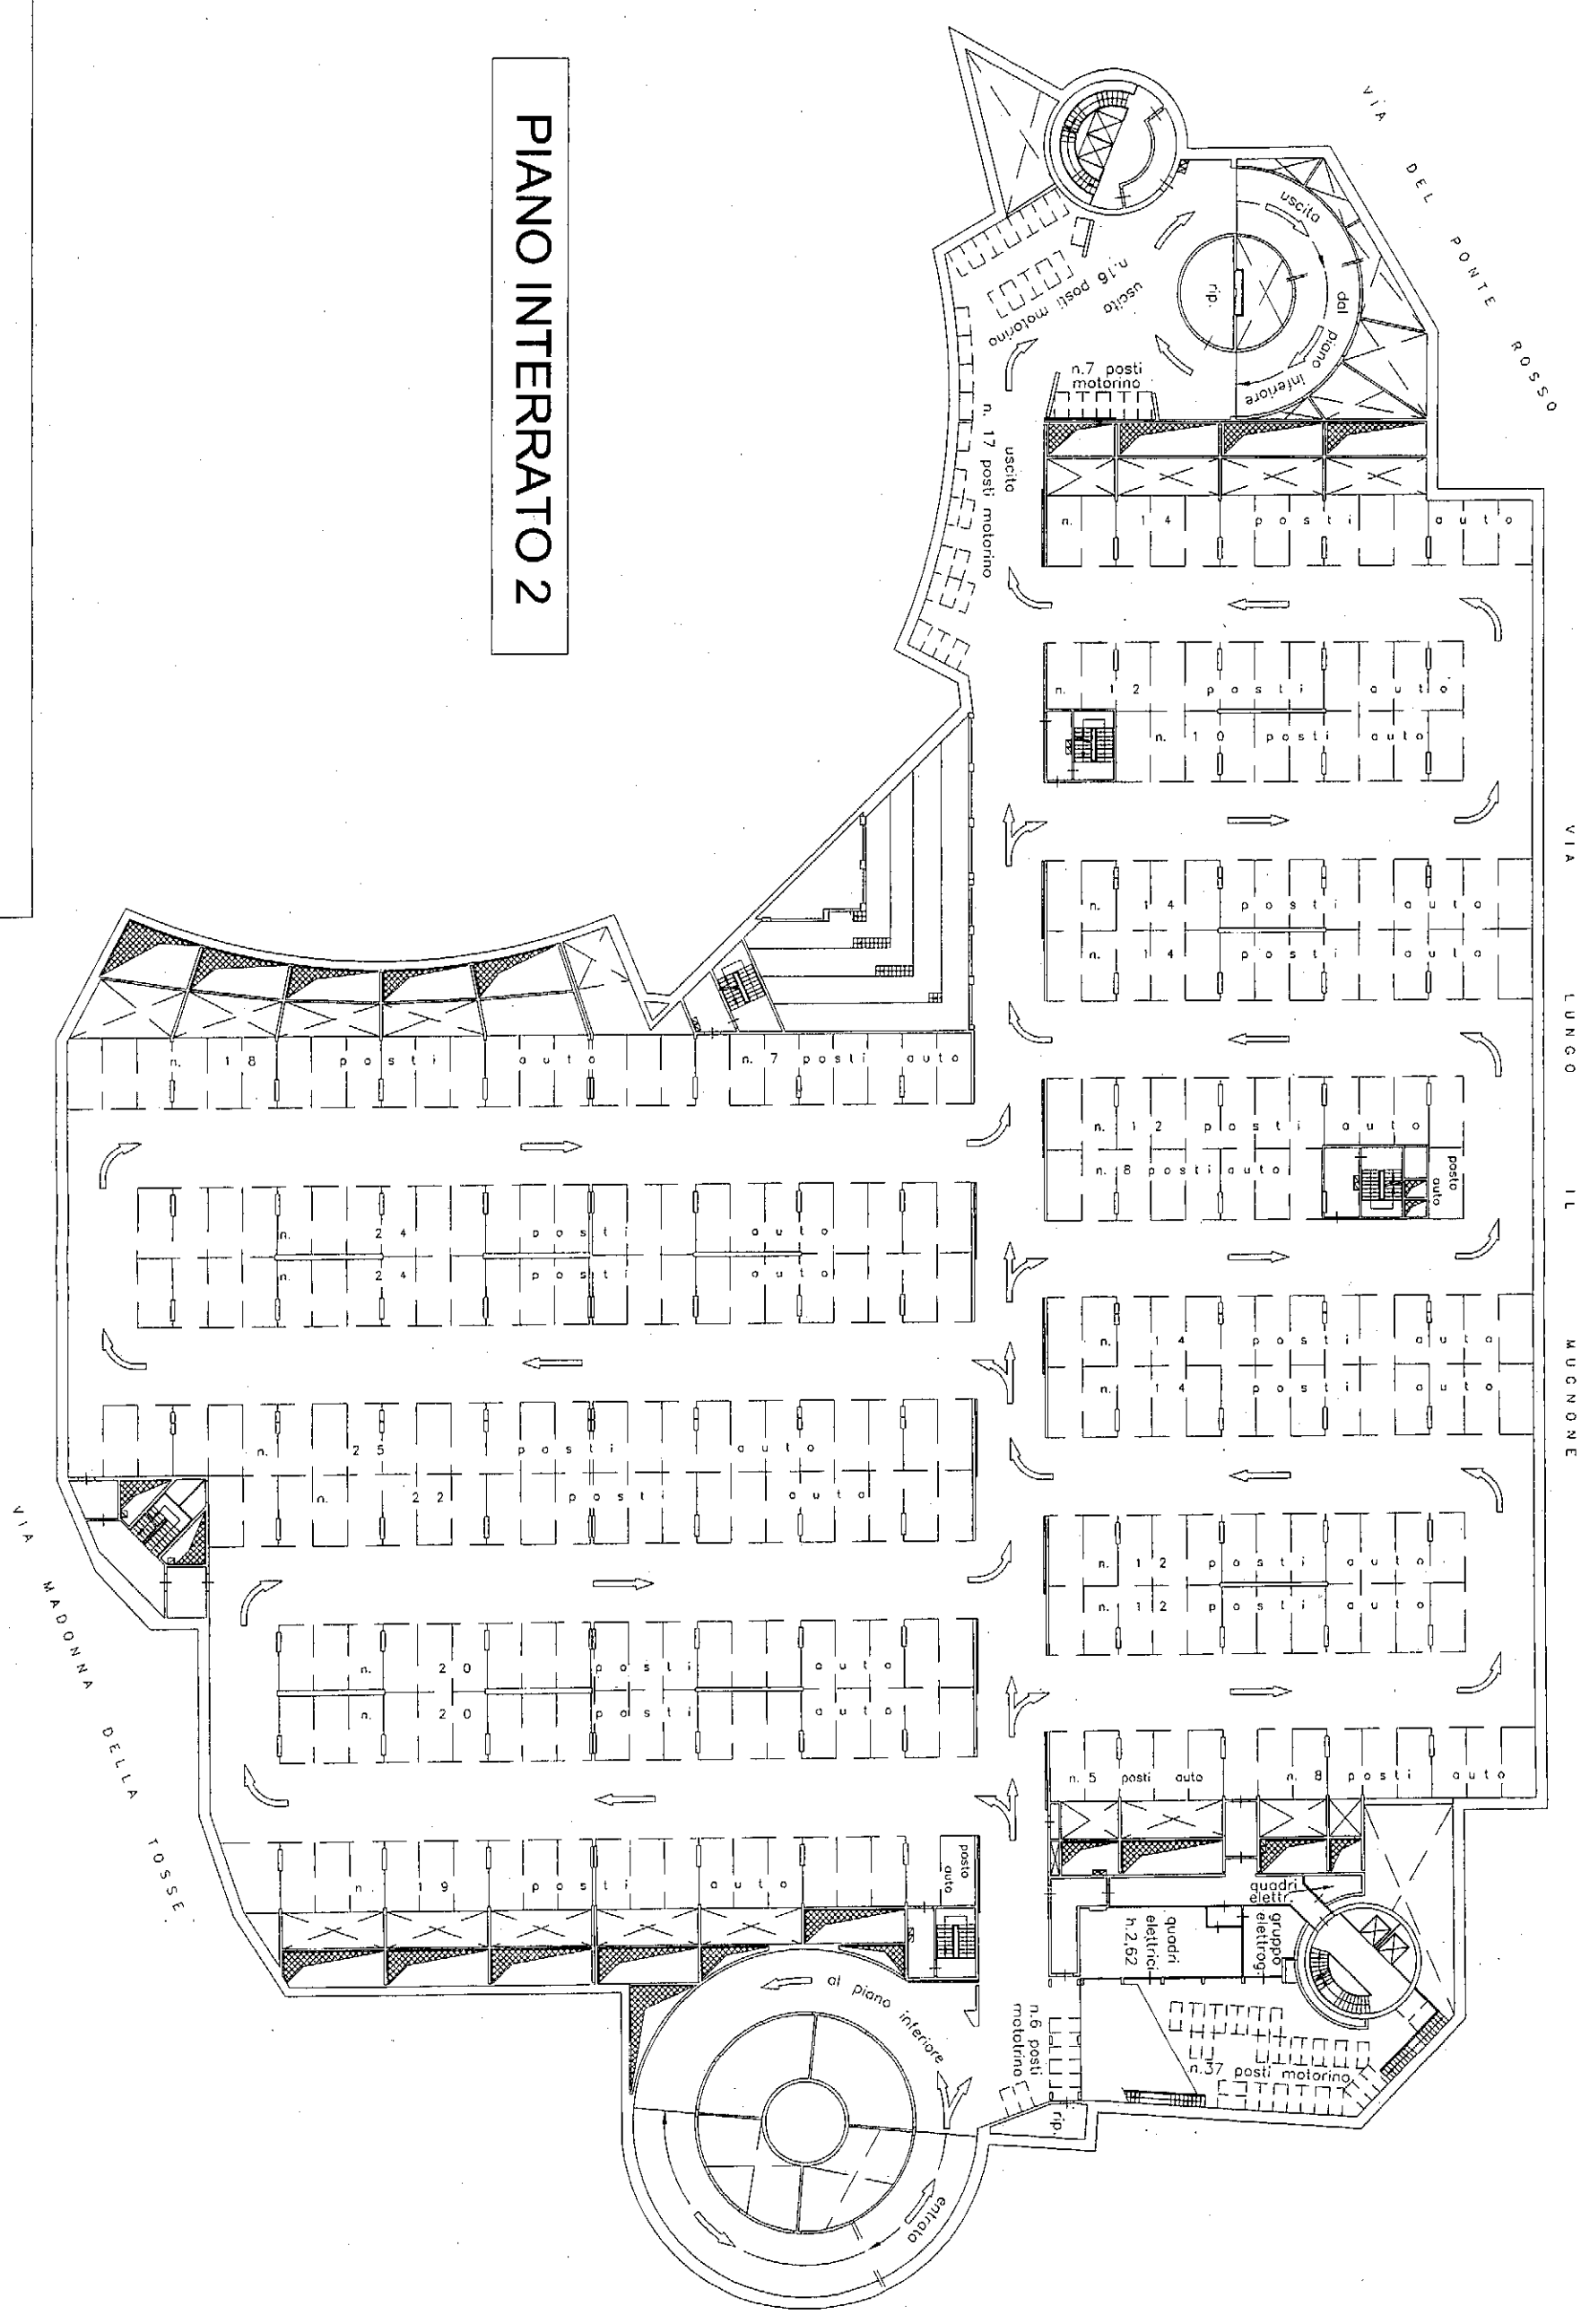 PIANO INTERRATO 2
VIA DEL PONTE ROSSO
uscita dal piano inferiore
rip.
n.16 posti motorino
uscita
n.7 posti
motorino
n. 17 posti motorino
uscita
n. 14 posti auto
n. 12 posti auto
n. 10 posti auto
n. 14 posti auto
n. 14 posti auto
VIA LUNGO IL MUGNONE
n. 18 posti auto
n. 7 posti auto
n. 12 posti auto
n. 8 posti auto
posto
auto
n. 24 posti auto
n. 24 posti auto
n. 14 posti auto
n. 14 posti auto
n. 25 posti auto
n. 22 posti auto
n. 12 posti auto
n. 12 posti auto
VIA MADONNA DELLA TOSSE
n. 20 posti auto
n. 20 posti auto
n. 5 posti auto
n. 8 posti auto
n. 19 posti auto
posto
auto
quadri
elettr.
gruppo
elettrog.
quadri
elettrici
h.2.62
al piano inferiore
n.6 posti
mototrino
n.37 posti motorino
rip.
entrata